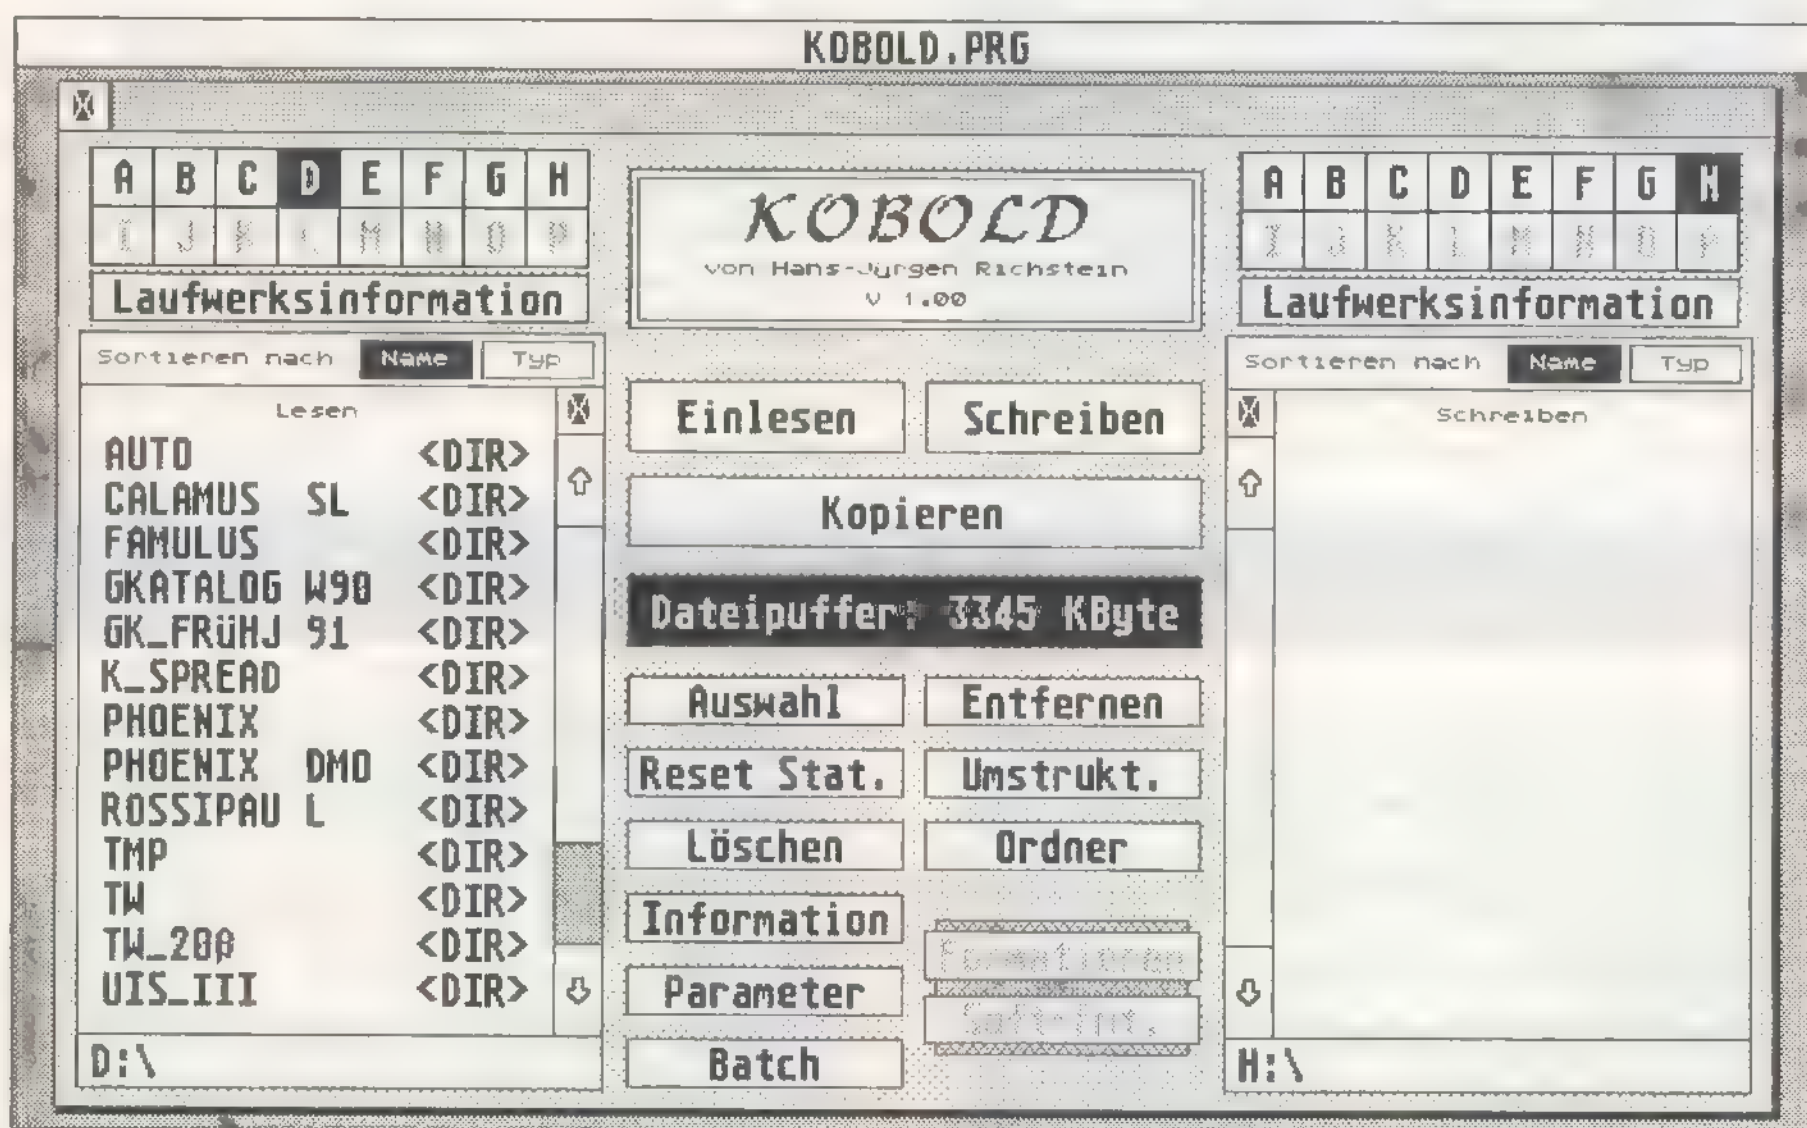 KOBOLD.PRG
A B C D E F G H
I J K L M N O P
Laufwerksinformation
Sortieren nach Name Typ
Lesen
AUTO <DIR>
CALAMUS SL <DIR>
FAMULUS <DIR>
GKATALOG W90 <DIR>
GK_FRÜHJ 91 <DIR>
K_SPREAD <DIR>
PHOENIX <DIR>
PHOENIX DMO <DIR>
ROSSIPAU L <DIR>
TMP <DIR>
TW <DIR>
TW_200 <DIR>
UIS_III <DIR>
D:\
KOBOLD
von Hans-Jürgen Richstein
V 1.00
Einlesen Schreiben
Kopieren
Dateipuffer: 3345 KByte
Auswahl Entfernen
Reset Stat. Umstrukt.
Löschen Ordner
Information
Formatieren
Parameter
Soft-Fmt.
Batch
A B C D E F G H
I J K L M N O P
Laufwerksinformation
Sortieren nach Name Typ
Schreiben
H:\